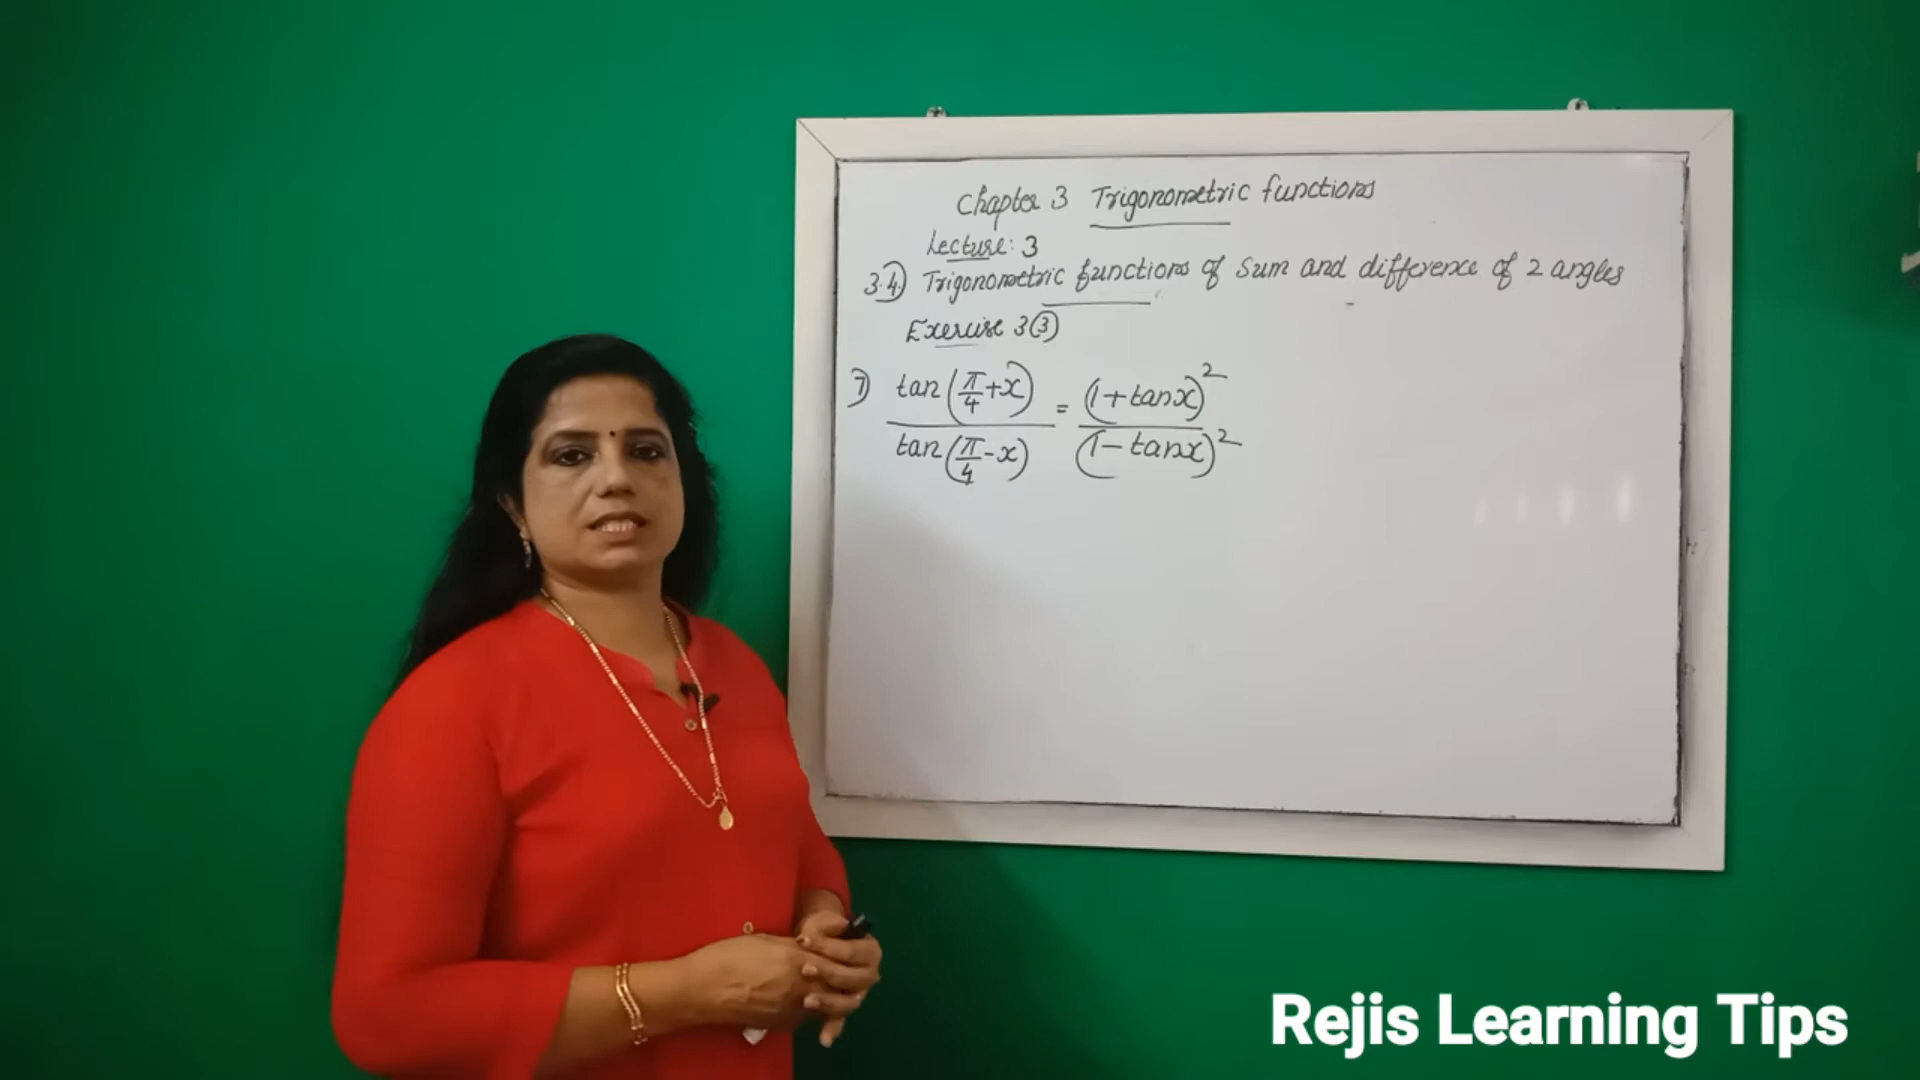 Chapter 3 Trigonometric functions
Lecture: 3
3.4) Trigonometric functions of Sum and difference of 2 angles
Exercise 3(3)
7) tan(π/4+x) / tan(π/4-x) = (1+tanx)² / (1-tanx)²
Rejis Learning Tips